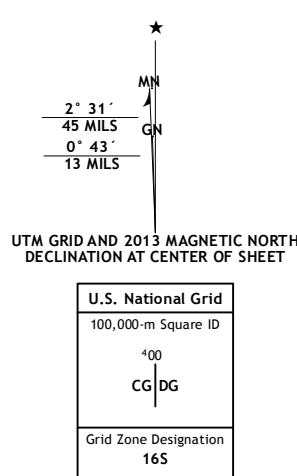 MN
2° 31´
45 MILS
GN
0° 43´
13 MILS
UTM GRID AND 2013 MAGNETIC NORTH
DECLINATION AT CENTER OF SHEET
U.S. National Grid
100,000-m Square ID
⁴00
CG DG
Grid Zone Designation
16S